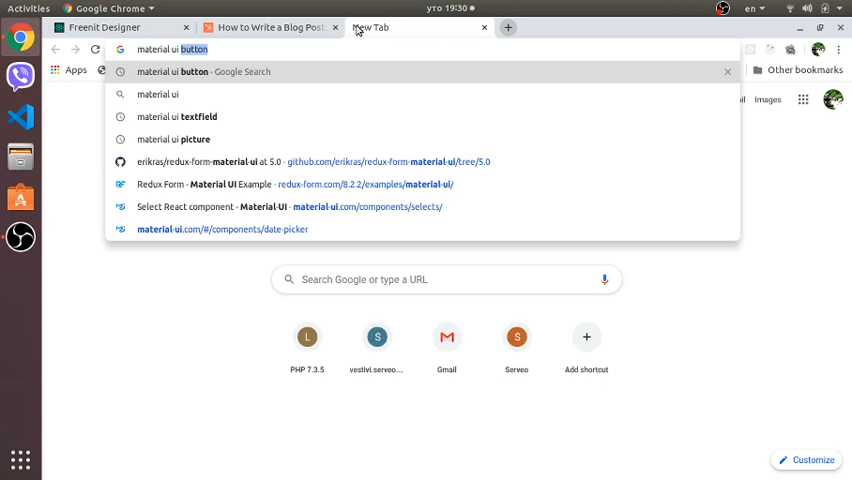 Activities Google Chrome уто 19:30 en
Freenit Designer
How to Write a Blog Post
New Tab
material ui button
Apps
Other bookmarks
material ui button - Google Search
material ui
material ui textfield
material ui picture
erikras/redux-form-material-ui at 5.0 - github.com/erikras/redux-form-material-ui/tree/5.0
Redux Form - Material UI Example - redux-form.com/8.2.2/examples/material-ui/
Select React component - Material-UI - material-ui.com/components/selects/
material-ui.com/#/components/date-picker
Images
Search Google or type a URL
L
S
S
PHP 7.3.5
vestivi.serveo....
Gmail
Serveo
Add shortcut
Customize